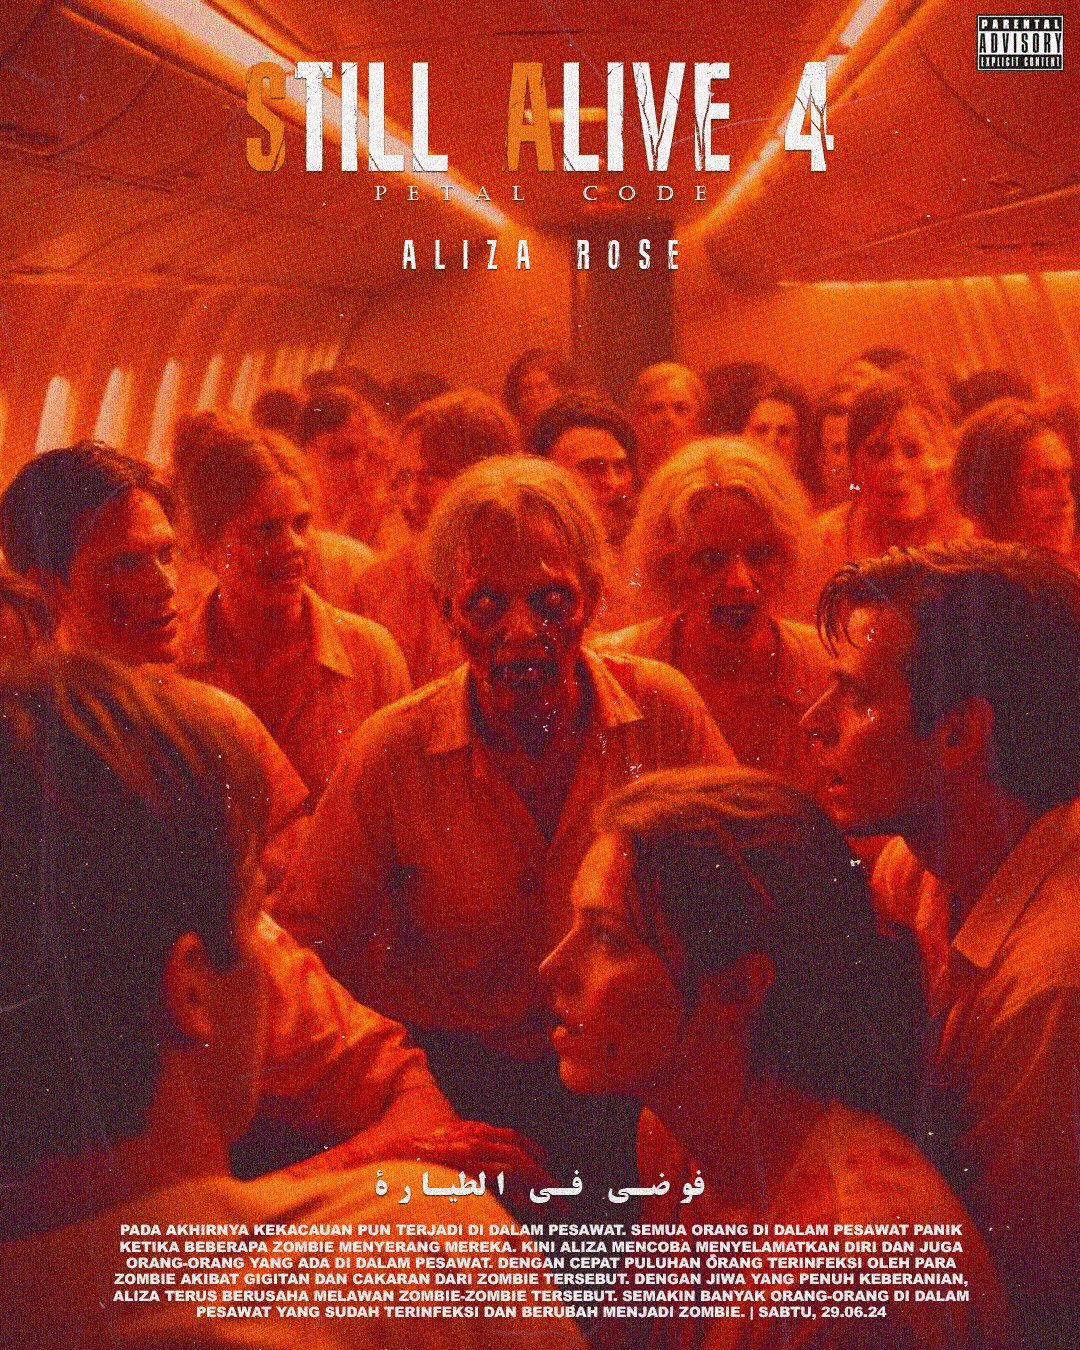 PARENTAL
ADVISORY
EXPLICIT CONTENT
STILL ALIVE 4
PETAL CODE
ALIZA ROSE
فوضى في الطيارة
PADA AKHIRNYA KEKACAUAN PUN TERJADI DI DALAM PESAWAT. SEMUA ORANG DI DALAM PESAWAT PANIK
KETIKA BEBERAPA ZOMBIE MENYERANG MEREKA. KINI ALIZA MENCOBA MENYELAMATKAN DIRI DAN JUGA
ORANG-ORANG YANG ADA DI DALAM PESAWAT. DENGAN CEPAT PULUHAN ORANG TERINFEKSI OLEH PARA
ZOMBIE AKIBAT GIGITAN DAN CAKARAN DARI ZOMBIE TERSEBUT. DENGAN JIWA YANG PENUH KEBERANIAN,
ALIZA TERUS BERUSAHA MELAWAN ZOMBIE-ZOMBIE TERSEBUT. SEMAKIN BANYAK ORANG-ORANG DI DALAM
PESAWAT YANG SUDAH TERINFEKSI DAN BERUBAH MENJADI ZOMBIE. | SABTU, 29.06.24